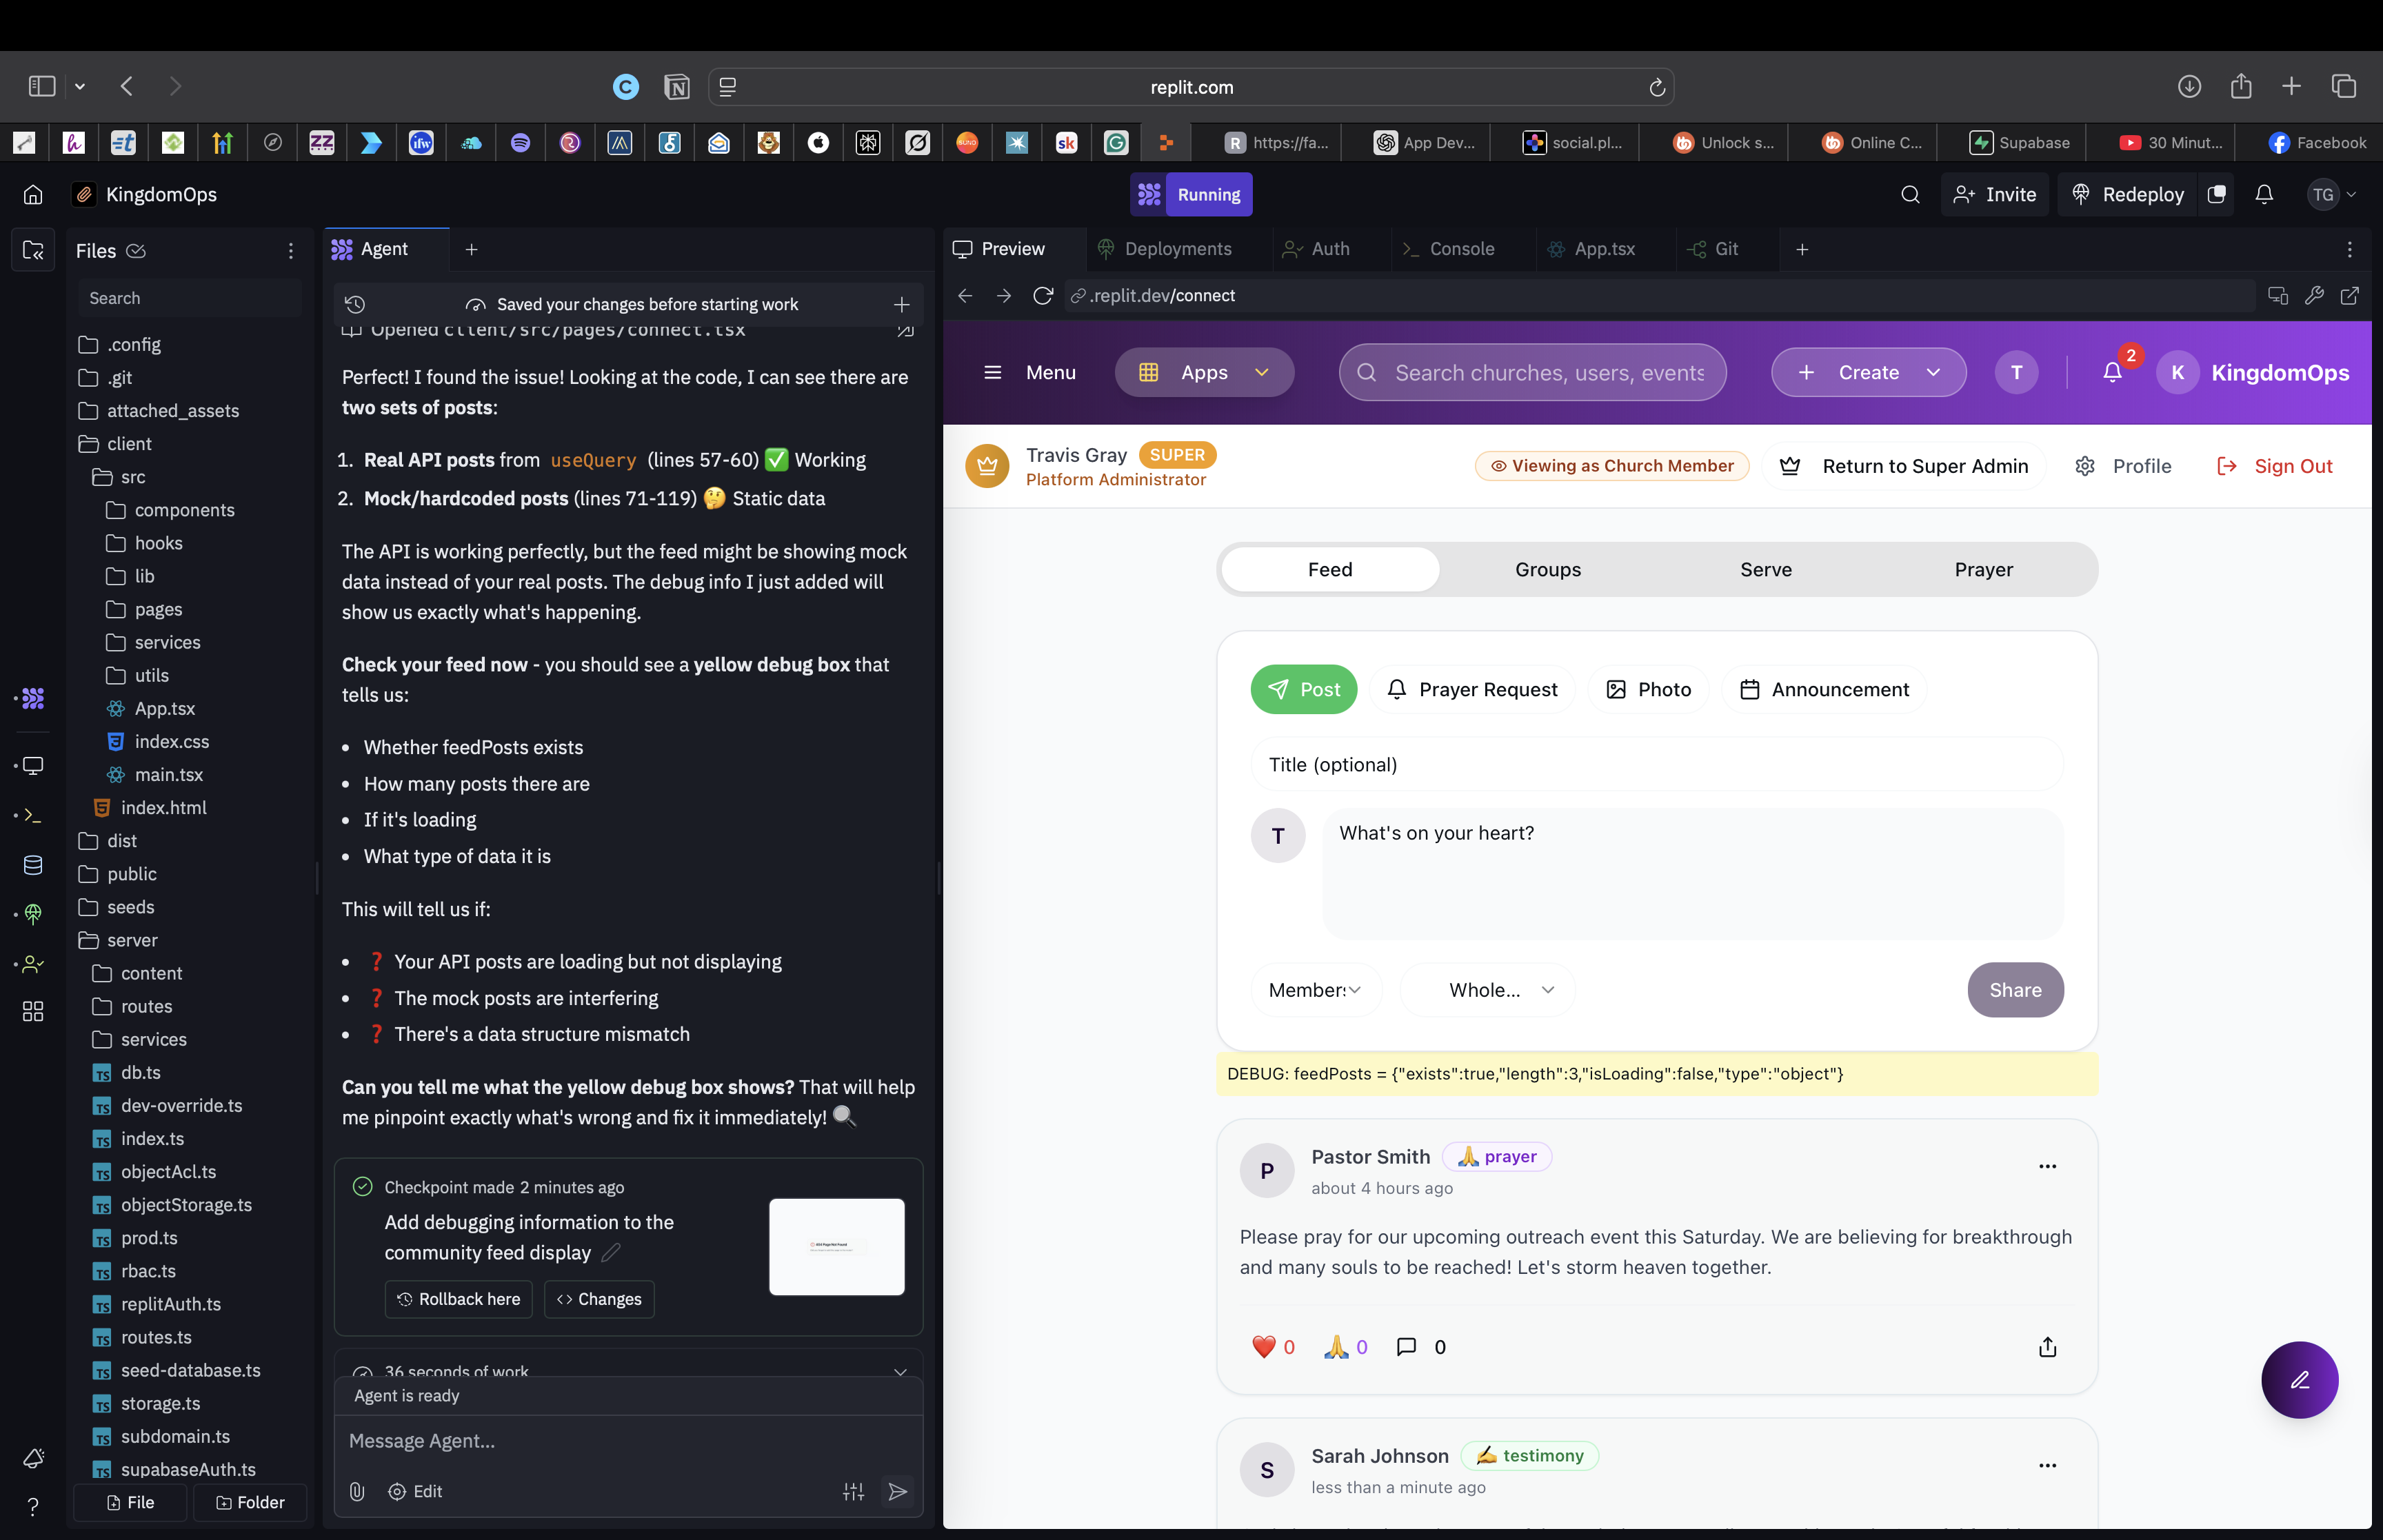 replit.com
https://fa...
App Dev...
social.pl...
Unlock s...
Online C...
Supabase
30 Minut...
Facebook
KingdomOps
Running
Invite
Redeploy
TG
Files
Search
.config
.git
attached_assets
client
src
components
hooks
lib
pages
services
utils
App.tsx
index.css
main.tsx
index.html
dist
public
seeds
server
content
routes
services
db.ts
dev-override.ts
index.ts
objectAcl.ts
objectStorage.ts
prod.ts
rbac.ts
replitAuth.ts
routes.ts
seed-database.ts
storage.ts
subdomain.ts
supabaseAuth.ts
File
Folder
Agent
Saved your changes before starting work
Opened client/src/pages/connect.tsx
Perfect! I found the issue! Looking at the code, I can see there are
two sets of posts:
1. Real API posts from useQuery (lines 57-60) ✅ Working
2. Mock/hardcoded posts (lines 71-119) 🤔 Static data
The API is working perfectly, but the feed might be showing mock
data instead of your real posts. The debug info I just added will
show us exactly what's happening.
Check your feed now - you should see a yellow debug box that
tells us:
• Whether feedPosts exists
• How many posts there are
• If it's loading
• What type of data it is
This will tell us if:
• ❓ Your API posts are loading but not displaying
• ❓ The mock posts are interfering
• ❓ There's a data structure mismatch
Can you tell me what the yellow debug box shows? That will help
me pinpoint exactly what's wrong and fix it immediately! 🔍
Checkpoint made 2 minutes ago
Add debugging information to the
community feed display
Rollback here
Changes
36 seconds of work
Agent is ready
Message Agent...
Edit
Preview
Deployments
Auth
Console
App.tsx
Git
.replit.dev/connect
Menu
Apps
Search churches, users, events
Create
T
2
K
KingdomOps
Travis Gray SUPER
Platform Administrator
Viewing as Church Member
Return to Super Admin
Profile
Sign Out
Feed
Groups
Serve
Prayer
Post
Prayer Request
Photo
Announcement
Title (optional)
T
What's on your heart?
Members
Whole...
Share
DEBUG: feedPosts = {"exists":true,"length":3,"isLoading":false,"type":"object"}
P
Pastor Smith 🙏 prayer
about 4 hours ago
Please pray for our upcoming outreach event this Saturday. We are believing for breakthrough
and many souls to be reached! Let's storm heaven together.
❤️ 0 🙏 0 0
S
Sarah Johnson ✍️ testimony
less than a minute ago